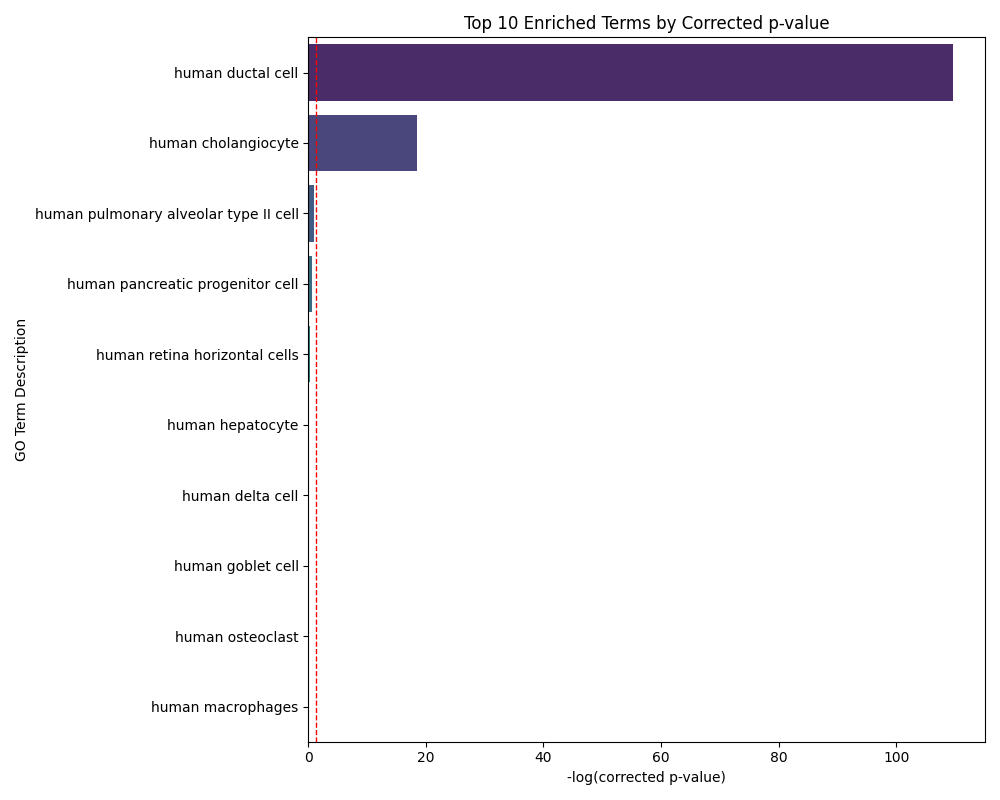 Top 10 Enriched Terms by Corrected p-value
human ductal cell
human cholangiocyte
human pulmonary alveolar type II cell
human pancreatic progenitor cell
human retina horizontal cells
human hepatocyte
human delta cell
human goblet cell
human osteoclast
human macrophages
GO Term Description
0 20 40 60 80 100
-log(corrected p-value)